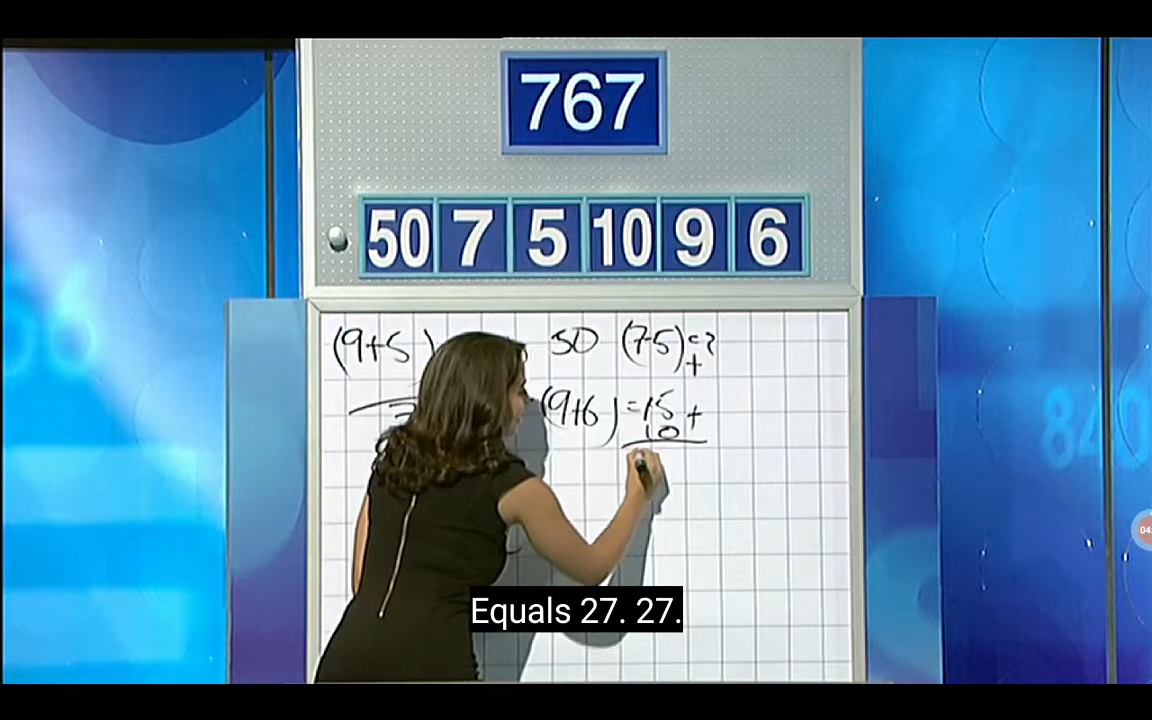 767
50 7 5 10 9 6
(9+5) 50 (7-5)=?
+
(9+6) =15 +
10
Equals 27. 27.
04